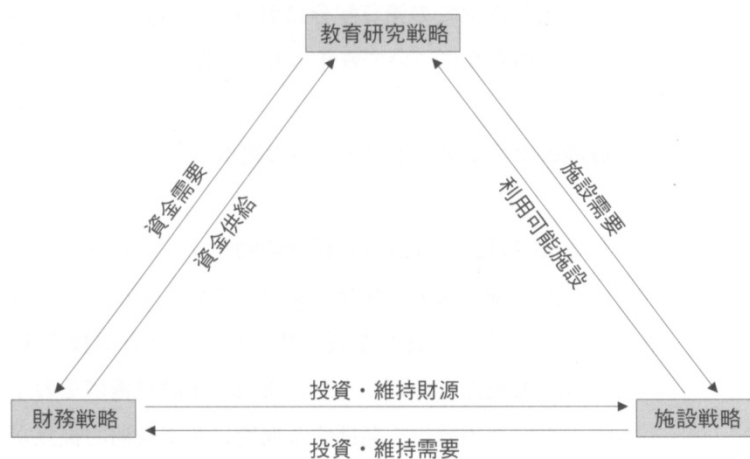 教育研究戦略
資金需要
資金供給
施設需要
利用可能施設
投資・維持財源
財務戦略
施設戦略
投資・維持需要